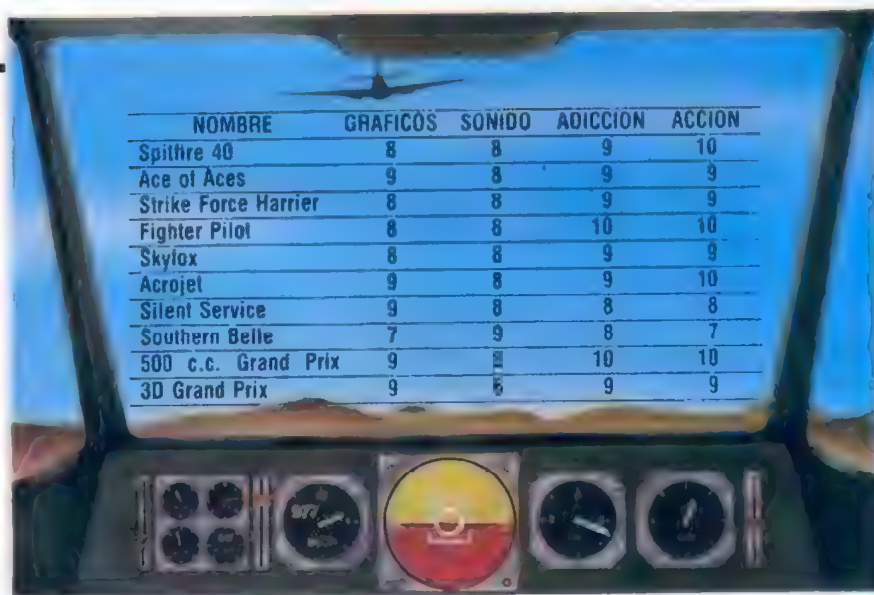 NOMBRE GRAFICOS SONIDO ADICCION ACCION
Spitfire 40 8 8 9 10
Ace of Aces 9 8 9 9
Strike Force Harrier 8 8 9 9
Fighter Pilot 8 8 10 10
Skyfox 8 8 9 9
Acrojet 9 8 9 10
Silent Service 9 8 8 8
Southern Belle 7 9 8 7
500 c.c. Grand Prix 9 10 10
3D Grand Prix 9 9 9